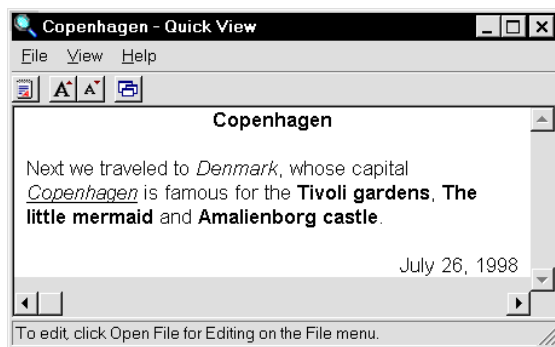 Copenhagen - Quick View
File View Help
A A
Copenhagen
Next we traveled to Denmark, whose capital
Copenhagen is famous for the Tivoli gardens, The
little mermaid and Amalienborg castle.
July 26, 1998
To edit, click Open File for Editing on the File menu.